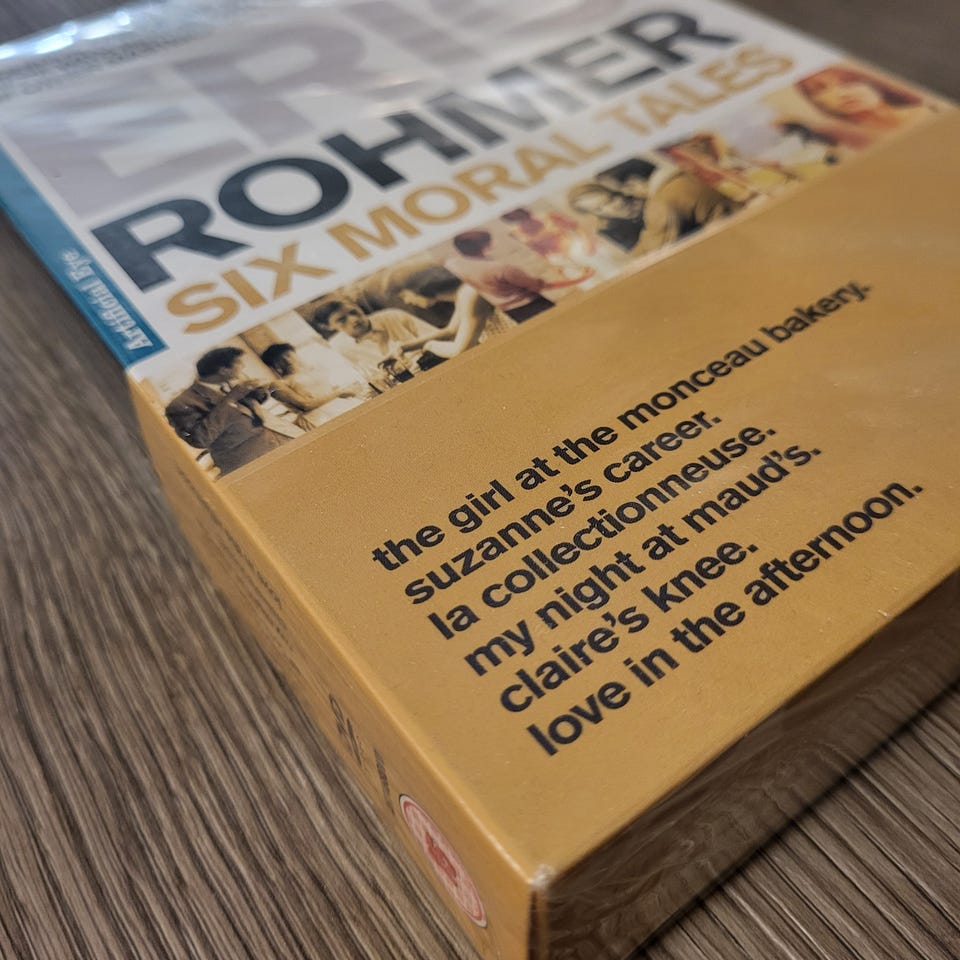 ERIC
ROHMER
SIX MORAL TALES
Artificial Eye
the girl at the monceau bakery.
suzanne's career.
la collectionneuse.
my night at maud's.
claire's knee.
love in the afternoon.